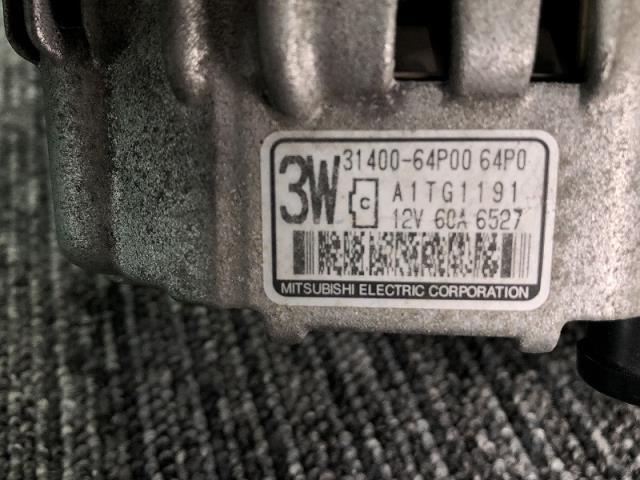 3W
31400-64P00 64P0
C
A1TG1191
12V 60A 6527
MITSUBISHI ELECTRIC CORPORATION